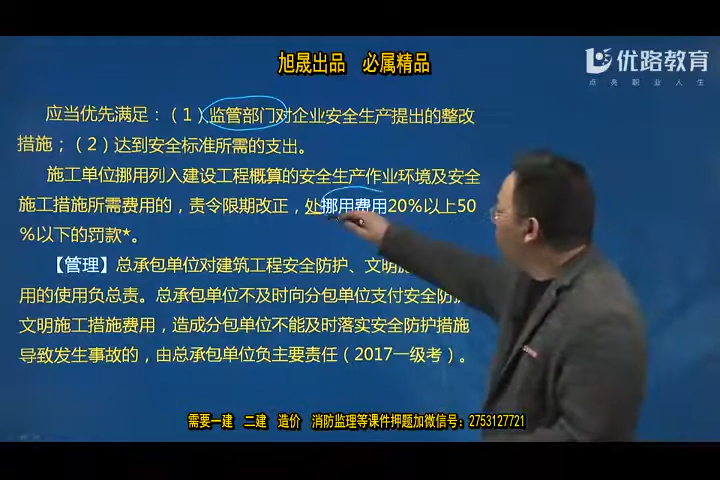 旭晟出品 必属精品
优路教育
点亮职业人生
应当优先满足：（1）监管部门对企业安全生产提出的整改
措施；（2）达到安全标准所需的支出。
施工单位挪用列入建设工程概算的安全生产作业环境及安全
施工措施所需费用的，责令限期改正，处挪用费用20%以上50
%以下的罚款*。
【管理】总承包单位对建筑工程安全防护、文明
用的使用负总责。总承包单位不及时向分包单位支付安全防
文明施工措施费用，造成分包单位不能及时落实安全防护措施
导致发生事故的，由总承包单位负主要责任（2017一级考）。
需要一建 二建 造价 消防监理等课件押题加微信号：2753127721